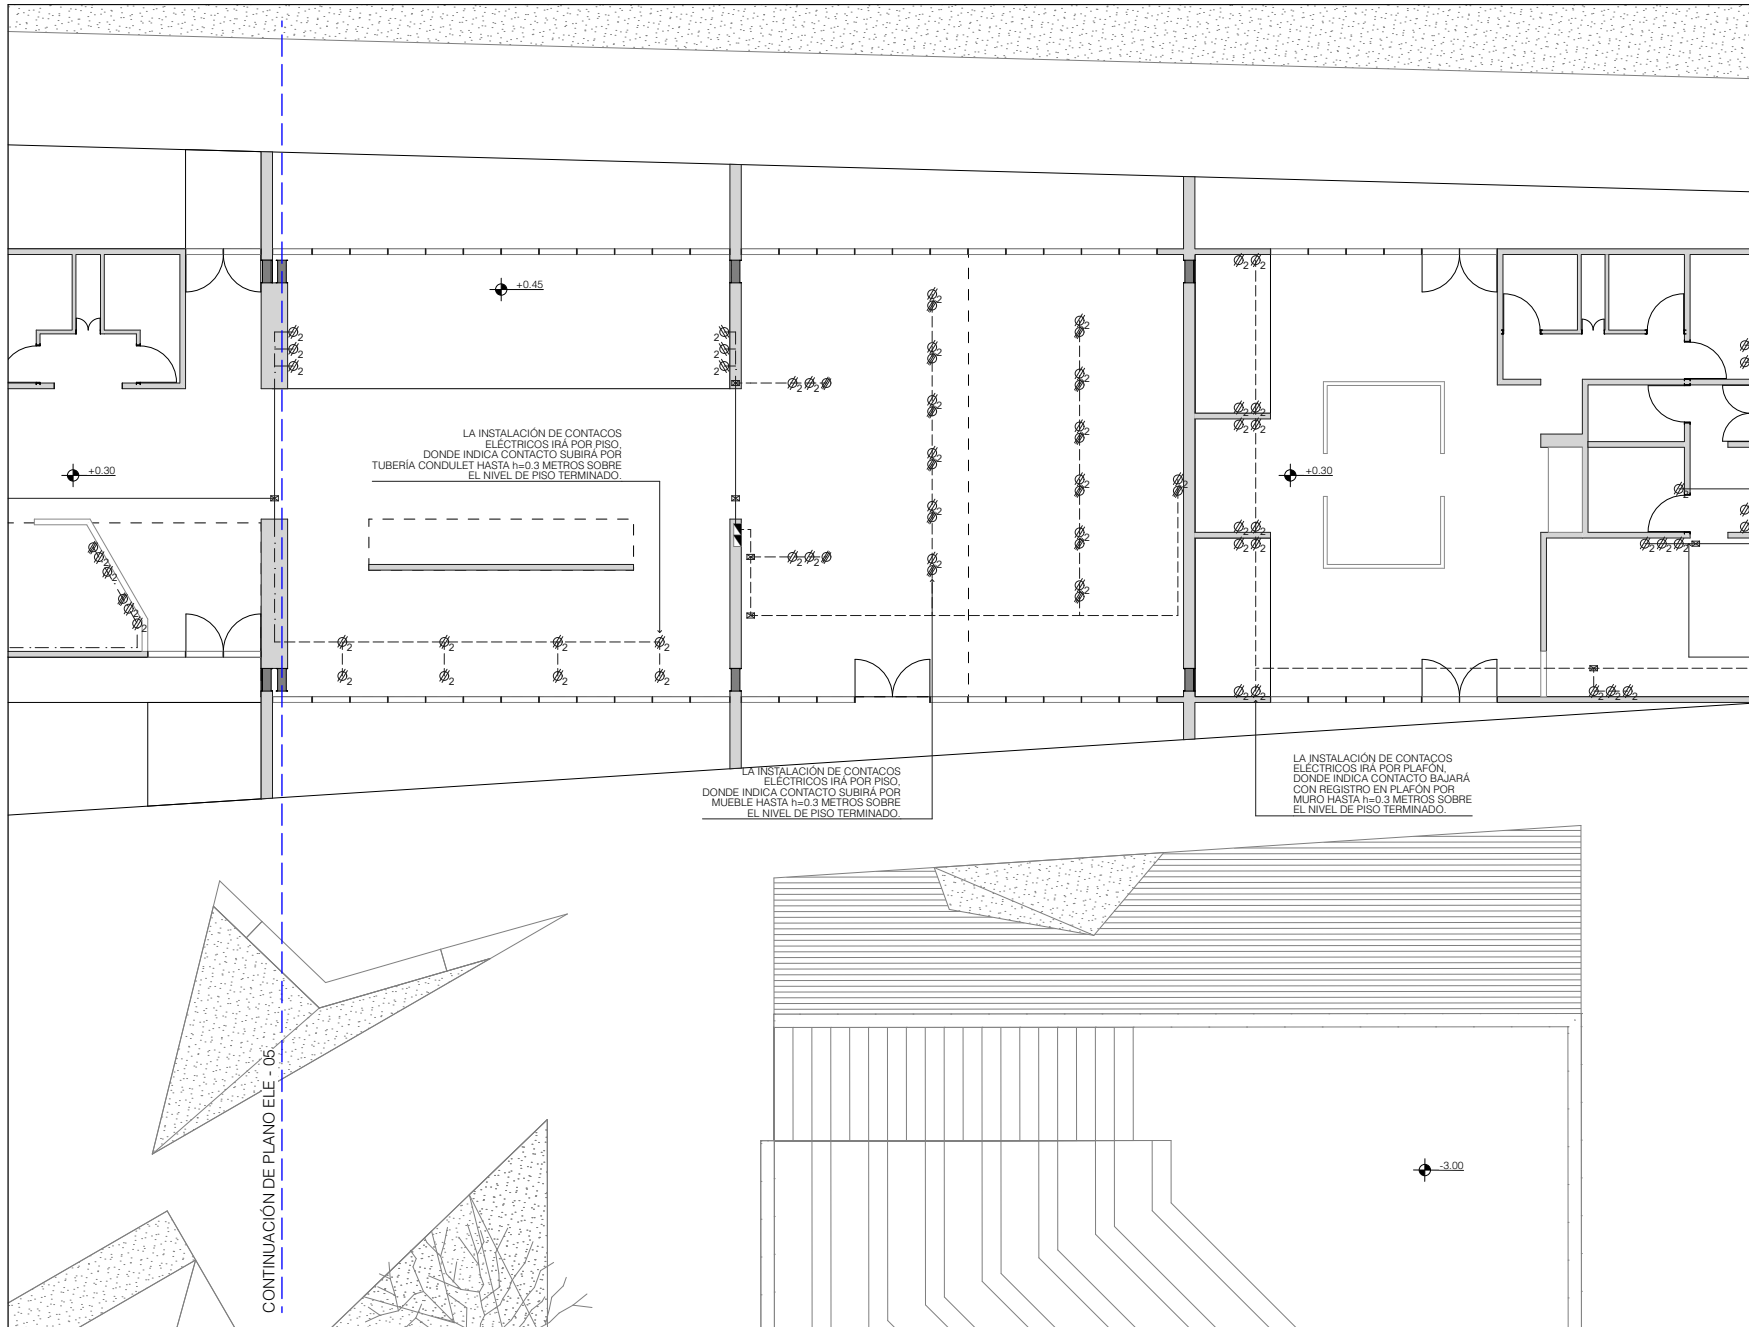 +0.45
LA INSTALACIÓN DE CONTACOS
ELÉCTRICOS IRÁ POR PISO,
DONDE INDICA CONTACTO SUBIRÁ POR
TUBERÍA CONDULET HASTA h=0.3 METROS SOBRE
EL NIVEL DE PISO TERMINADO.
+0.30
+0.30
LA INSTALACIÓN DE CONTACOS
ELÉCTRICOS IRÁ POR PISO,
DONDE INDICA CONTACTO SUBIRÁ POR
MUEBLE HASTA h=0.3 METROS SOBRE
EL NIVEL DE PISO TERMINADO.
LA INSTALACIÓN DE CONTACOS
ELÉCTRICOS IRÁ POR PLAFÓN,
DONDE INDICA CONTACTO BAJARÁ
CON REGISTRO EN PLAFÓN POR
MURO HASTA h=0.3 METROS SOBRE
EL NIVEL DE PISO TERMINADO.
CONTINUACIÓN DE PLANO ELE - 05
-3.00